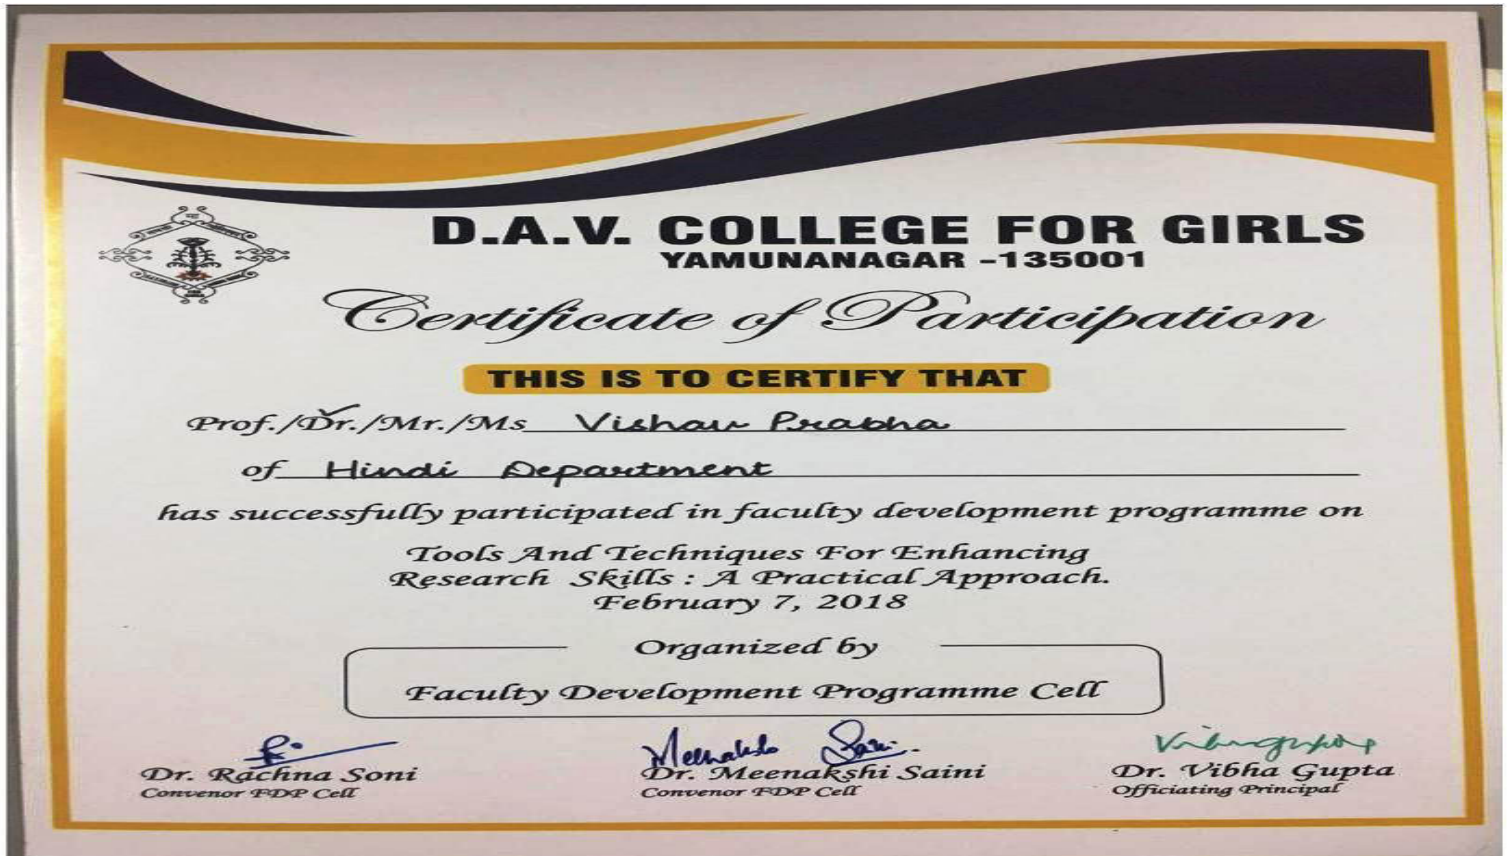 D.A.V. COLLEGE FOR GIRLS
YAMUNANAGAR -135001
Certificate of Participation
THIS IS TO CERTIFY THAT
Prof./Dr./Mr./Ms Vishav Prabha
of Hindi Department
has successfully participated in faculty development programme on
Tools And Techniques For Enhancing
Research Skills : A Practical Approach.
February 7, 2018
Organized by
Faculty Development Programme Cell
Meenakshi Saini
Dr. Rachna Soni
Convenor FDP Cell
Dr. Meenakshi Saini
Convenor FDP Cell
Dr. Vibha Gupta
Officiating Principal